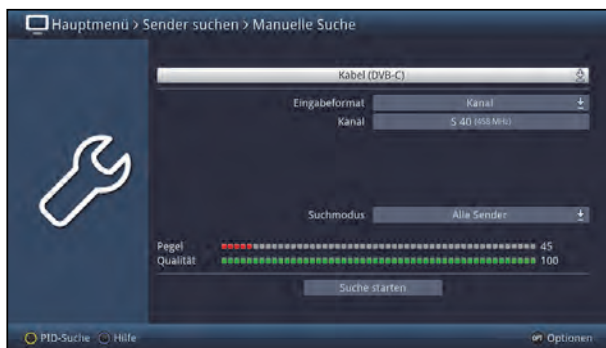 Hauptmenü > Sender suchen > Manuelle Suche
Kabel (DVB-C)
Eingabeformat Kanal
Kanal S 40 (458 MHz)
Suchmodus Alle Sender
Pegel 45
Qualität 100
Suche starten
PID-Suche Hilfe OPT Optionen